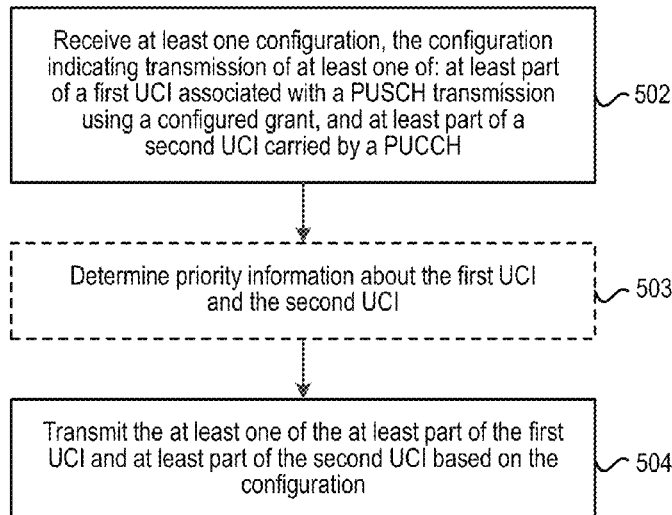 Receive at least one configuration, the configuration
indicating transmission of at least one of: at least part
of a first UCI associated with a PUSCH transmission
using a configured grant, and at least part of a
second UCI carried by a PUCCH
502
Determine priority information about the first UCI
and the second UCI
503
Transmit the at least one of the at least part of the first
UCI and at least part of the second UCI based on the
configuration
504